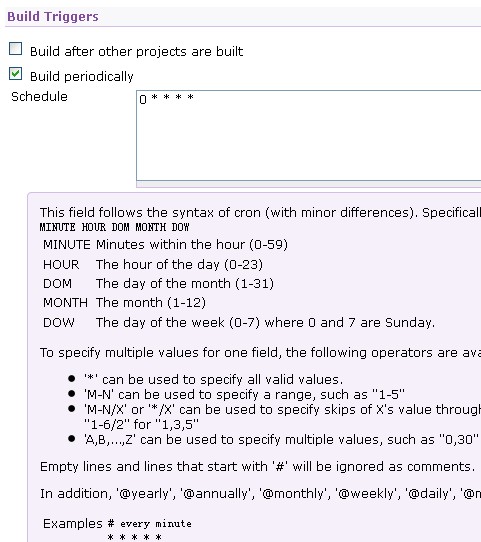 Build Triggers
Build after other projects are built
Build periodically
Schedule
0 * * * *
This field follows the syntax of cron (with minor differences). Specificall
MINUTE HOUR DOM MONTH DOW
MINUTE Minutes within the hour (0-59)
HOUR The hour of the day (0-23)
DOM The day of the month (1-31)
MONTH The month (1-12)
DOW The day of the week (0-7) where 0 and 7 are Sunday.
To specify multiple values for one field, the following operators are ava
• '*' can be used to specify all valid values.
• 'M-N' can be used to specify a range, such as "1-5"
• 'M-N/X' or '*/X' can be used to specify skips of X's value through
"1-6/2" for "1,3,5"
• 'A,B,...,Z' can be used to specify multiple values, such as "0,30"
Empty lines and lines that start with '#' will be ignored as comments.
In addition, '@yearly', '@annually', '@monthly', '@weekly', '@daily', '@m
Examples # every minute
* * * * *